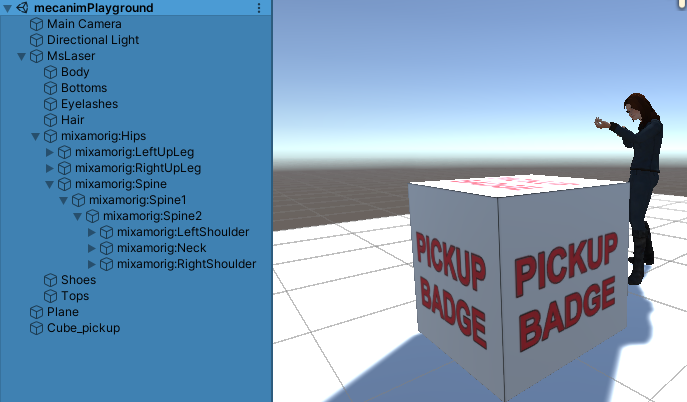 mecanimPlayground
Main Camera
Directional Light
MsLaser
Body
Bottoms
Eyelashes
Hair
mixamorig:Hips
mixamorig:LeftUpLeg
mixamorig:RightUpLeg
mixamorig:Spine
mixamorig:Spine1
mixamorig:Spine2
mixamorig:LeftShoulder
mixamorig:Neck
mixamorig:RightShoulder
Shoes
Tops
Plane
Cube_pickup
PICKUP
BADGE
PICKUP
BADGE